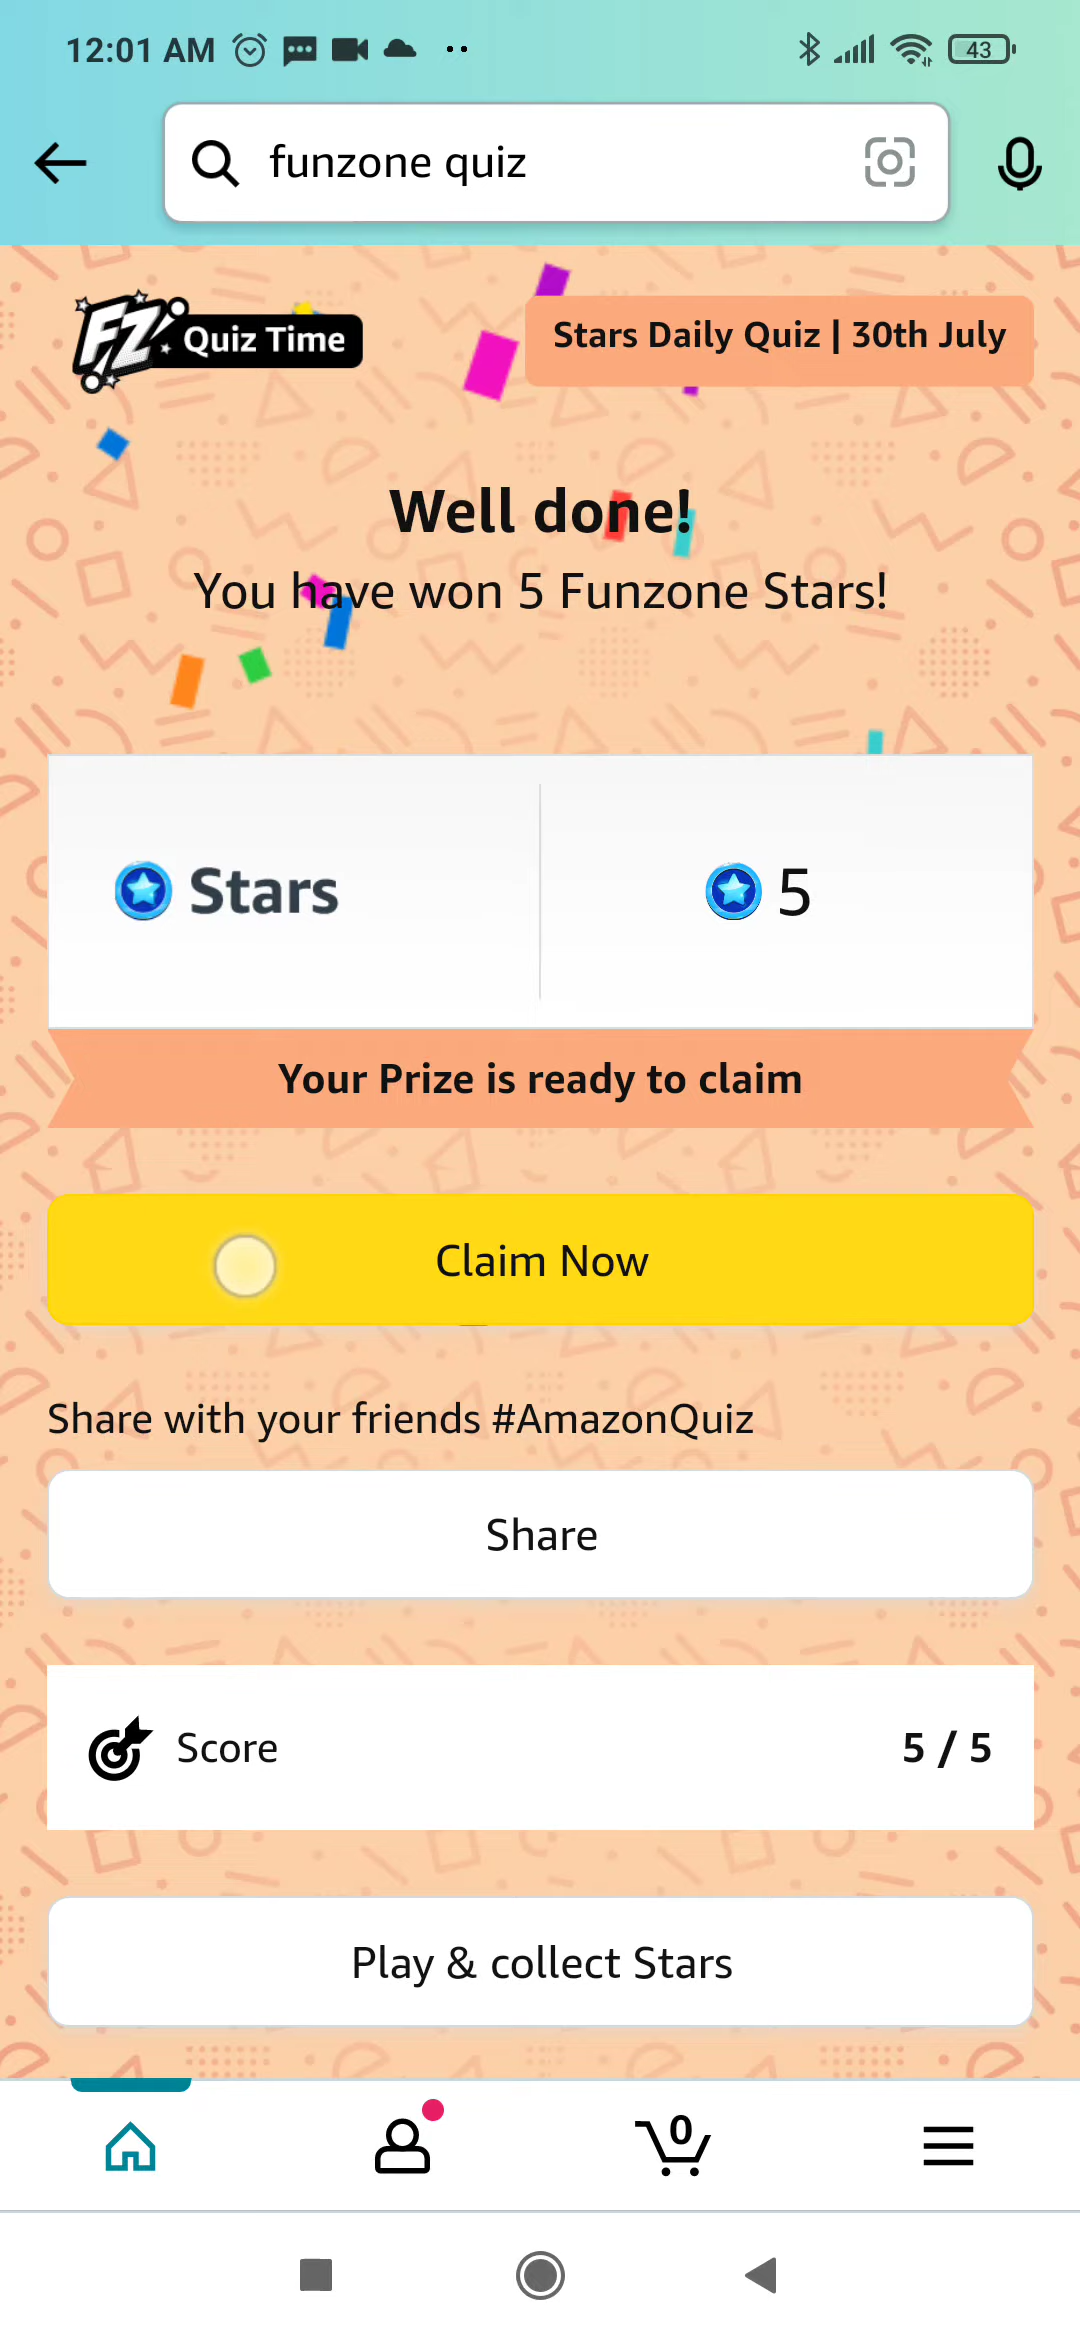 12:01 AM
43
funzone quiz
FZ Quiz Time
Stars Daily Quiz | 30th July
Well done!
You have won 5 Funzone Stars!
Stars
5
Your Prize is ready to claim
Claim Now
Share with your friends #AmazonQuiz
Share
Score
5 / 5
Play & collect Stars
0